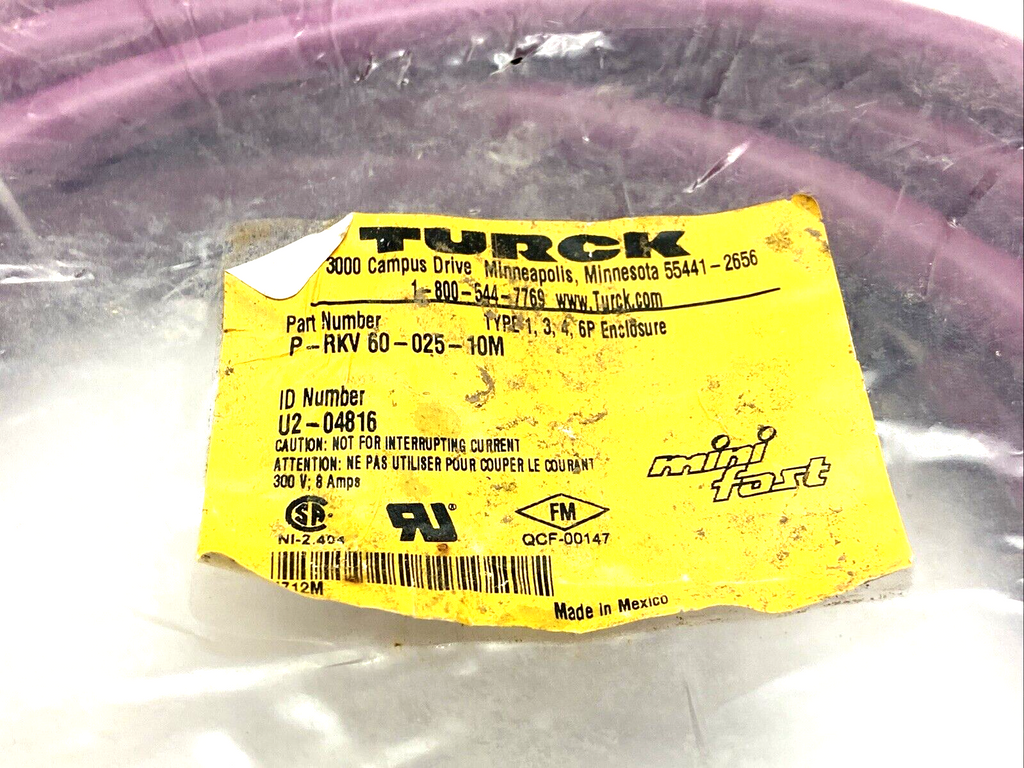 TURCK
3000 Campus Drive Minneapolis, Minnesota 55441-2656
1-800-544-7769 www.Turck.com
Part Number TYPE 1, 3, 4, 6P Enclosure
P-RKV 60-025-10M
ID Number
U2-04816
CAUTION: NOT FOR INTERRUPTING CURRENT
ATTENTION: NE PAS UTILISER POUR COUPER LE COURANT
300 V; 8 Amps
mini
fast
SA RU FM
NI-2.404 QCF-00147
712M
Made in Mexico